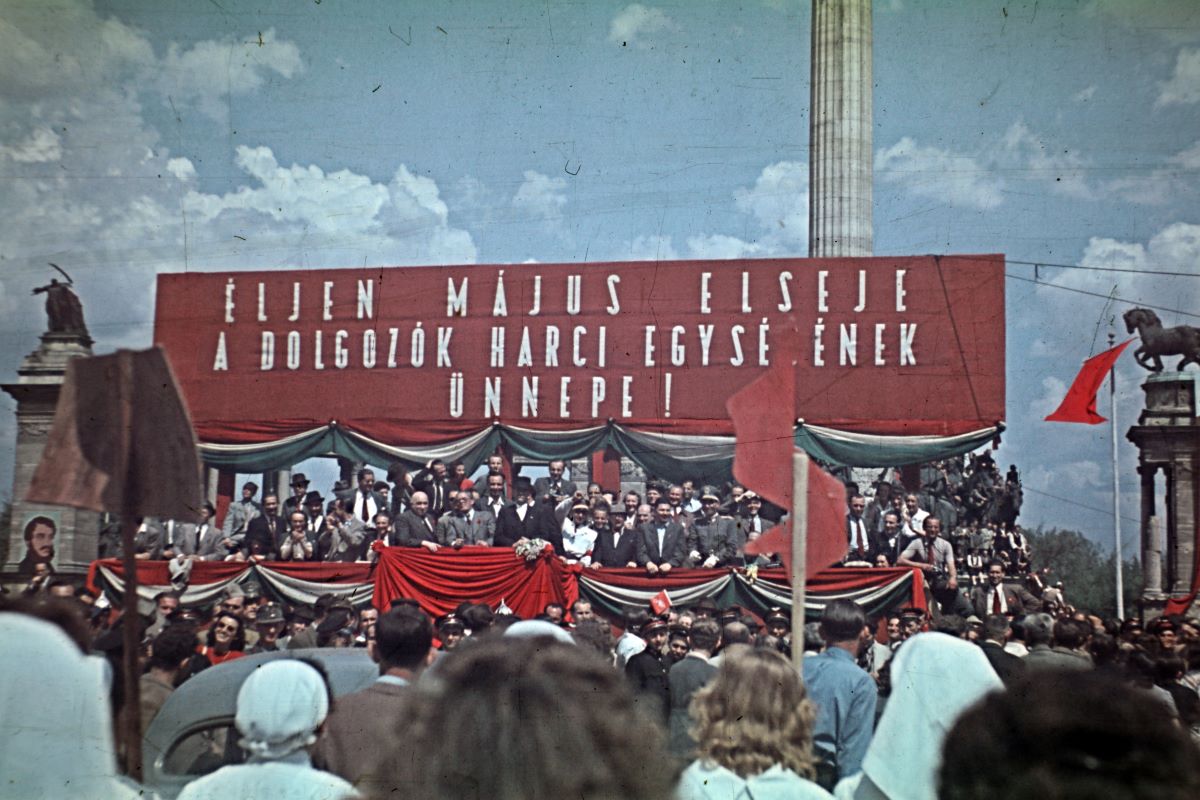 ÉLJEN MÁJUS ELSEJE
A DOLGOZÓK HARCI EGYSÉ ÉNEK
ÜNNEPE!